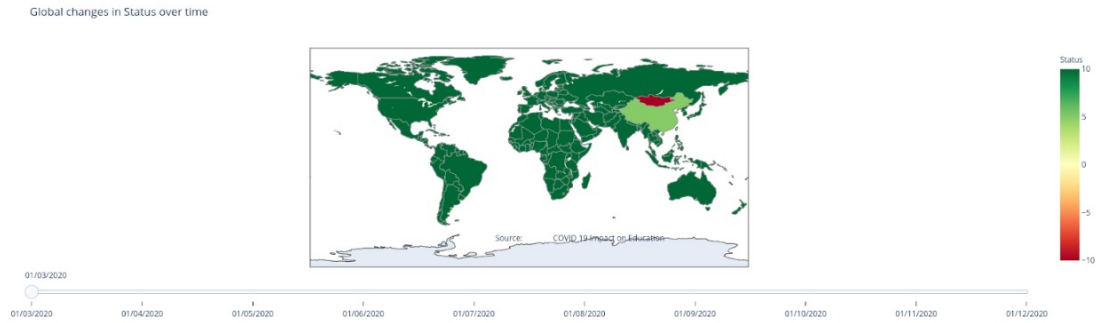 Global changes in Status over time
Status
10
5
0
−5
−10
Source: COVID 19 Impact on Education
01/03/2020
01/03/2020 01/04/2020 01/05/2020 01/06/2020 01/07/2020 01/08/2020 01/09/2020 01/10/2020 01/11/2020 01/12/2020